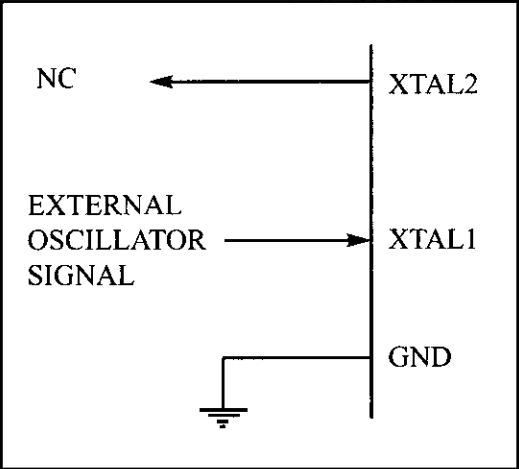 NC
XTAL2
EXTERNAL
OSCILLATOR
SIGNAL
XTAL1
GND